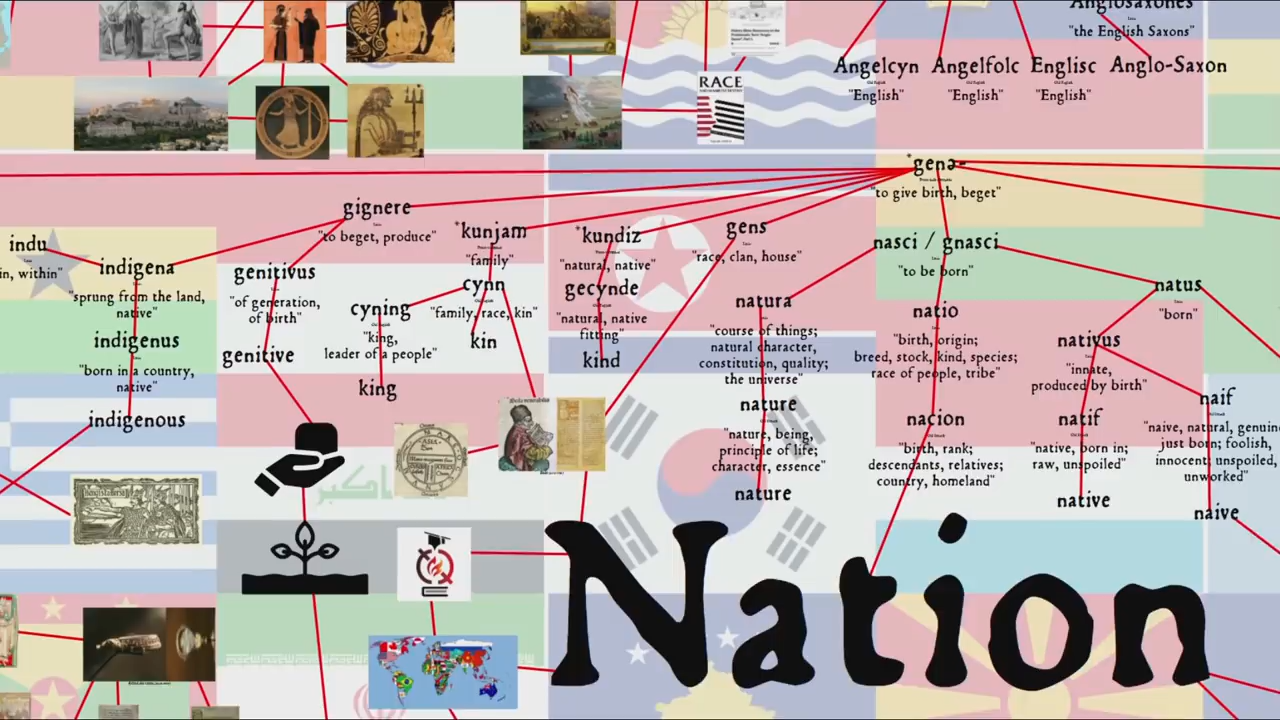 Anglosaxones
"the English Saxons"
Angelcyn
"English"
Angelfolc
"English"
Englisc
"English"
Anglo-Saxon
RACE
*genə-
"to give birth, beget"
gignere
"to beget, produce"
indu
in, within"
indigena
"sprung from the land,
native"
indigenus
"born in a country,
native"
indigenous
genitivus
"of generation,
of birth"
genitive
*kunjam
"family"
cynn
"family, race, kin"
cyning
"king,
leader of a people"
king
kin
*kundiz
"natural, native"
gecynde
"natural, native
fitting"
kind
gens
"race, clan, house"
nasci / gnasci
"to be born"
natura
"course of things;
natural character,
constitution, quality;
the universe"
nature
"nature, being,
principle of life;
character, essence"
nature
natio
"birth, origin;
breed, stock, kind, species;
race of people, tribe"
nacion
"birth, rank;
descendants, relatives;
country, homeland"
natus
"born"
nativus
"innate,
produced by birth"
natif
"native, born in;
raw, unspoiled"
native
naif
"naive, natural, genuine
just born; foolish,
innocent; unspoiled,
unworked"
naive
Nation